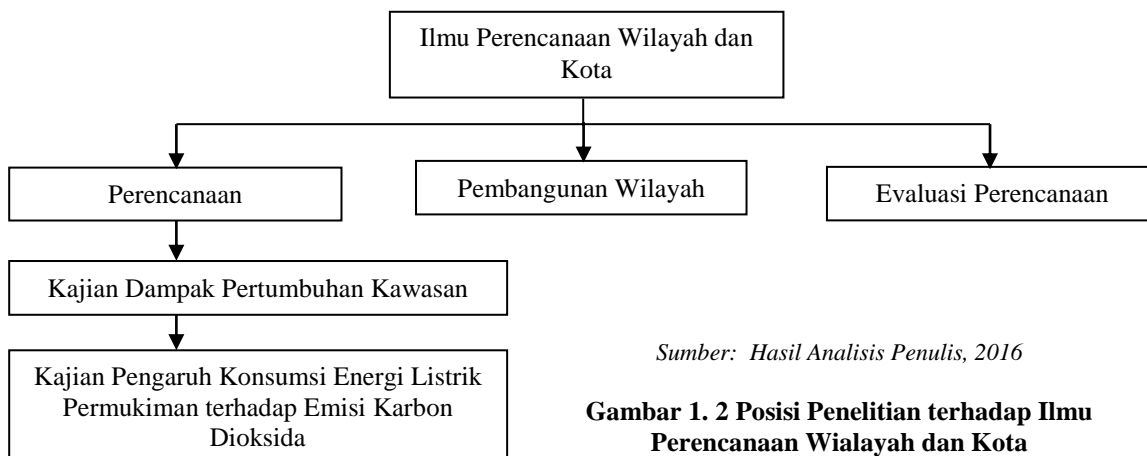 Ilmu Perencanaan Wilayah dan
Kota
Perencanaan
Pembangunan Wilayah
Evaluasi Perencanaan
Kajian Dampak Pertumbuhan Kawasan
Kajian Pengaruh Konsumsi Energi Listrik
Permukiman terhadap Emisi Karbon
Dioksida
Sumber: Hasil Analisis Penulis, 2016
Gambar 1. 2 Posisi Penelitian terhadap Ilmu
Perencanaan Wialayah dan Kota